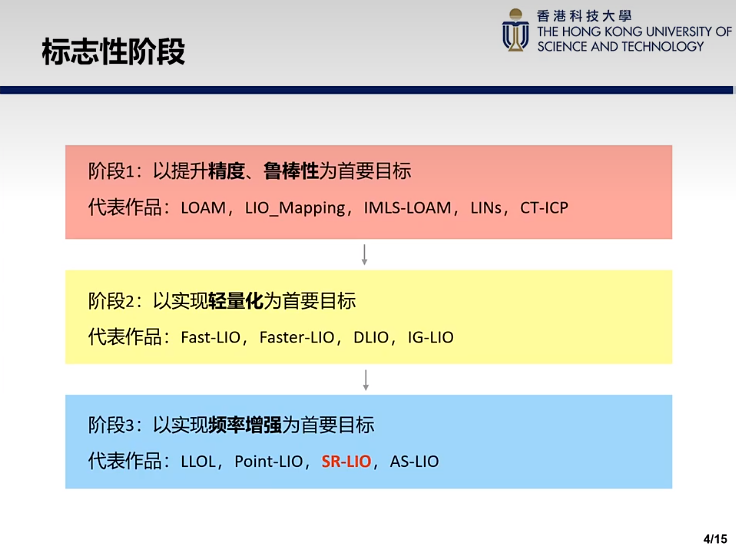 标志性阶段
香港科技大學
THE HONG KONG UNIVERSITY OF
SCIENCE AND TECHNOLOGY
阶段1：以提升精度、鲁棒性为首要目标
代表作品：LOAM，LIO_Mapping，IMLS-LOAM，LINs，CT-ICP
阶段2：以实现轻量化为首要目标
代表作品：Fast-LIO，Faster-LIO，DLIO，IG-LIO
阶段3：以实现频率增强为首要目标
代表作品：LLOL，Point-LIO，SR-LIO，AS-LIO
4/15